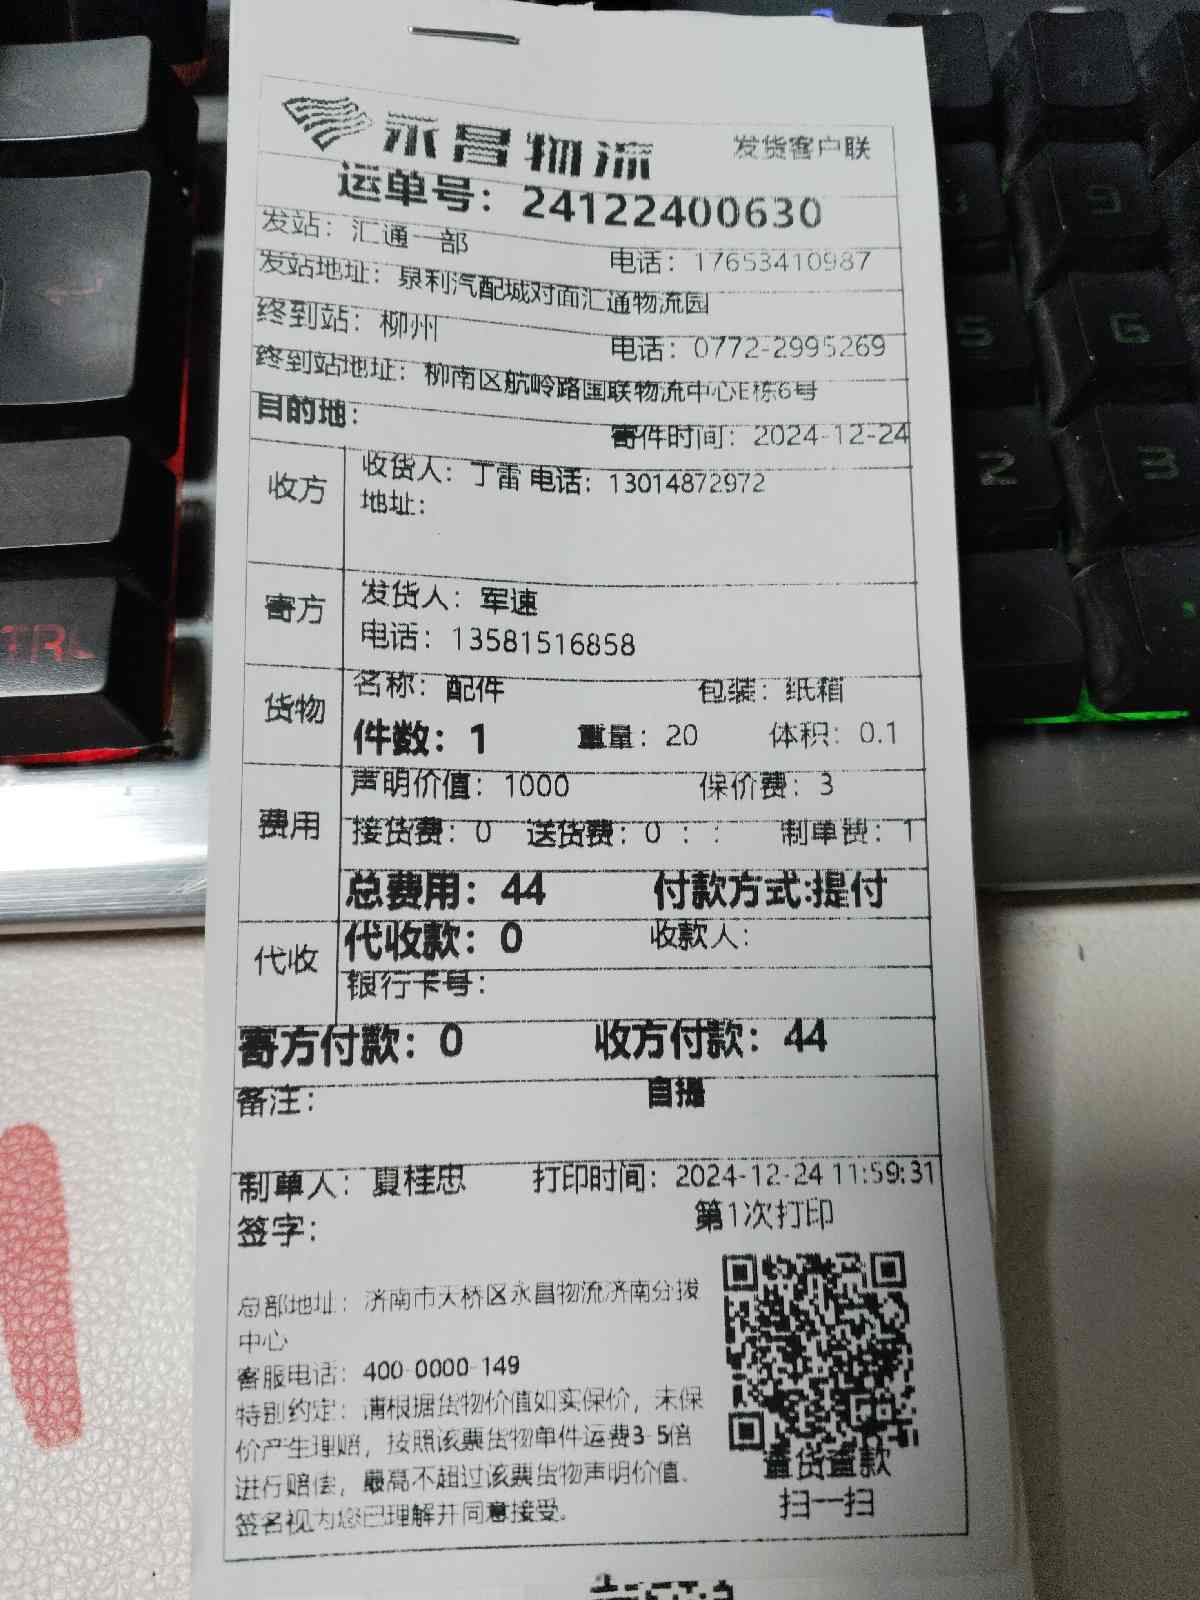 永昌物流 发货客户联
运单号：24122400630
发站：汇通一部 电话：17653410987
发站地址：泉利汽配城对面汇通物流园
终到站：柳州 电话：0772-2995269
终到站地址：柳南区航岭路国联物流中心E栋6号
目的地： 寄件时间：2024-12-24
收方 收货人：丁雷 电话：13014872972
地址：
寄方 发货人：军速
电话：13581516858
货物 名称：配件 包装：纸箱
件数：1 重量：20 体积：0.1
费用 声明价值：1000 保价费：3
接货费：0 送货费：0 ：： 制单费：1
总费用：44 付款方式:提付
代收 代收款：0 收款人：
银行卡号：
寄方付款：0 收方付款：44
备注： 自提
制单人：夏桂忠 打印时间：2024-12-24 11:59:31
签字： 第1次打印
总部地址：济南市天桥区永昌物流济南分拨
中心
客服电话：400-0000-149
特别约定：请根据货物价值如实保价，未保
价产生理赔，按照该票货物单件运费3-5倍
进行赔偿，最高不超过该票货物声明价值。
签名视为您已理解并同意接受。
查货查款
扫一扫
TRL
9
5
6
2
3